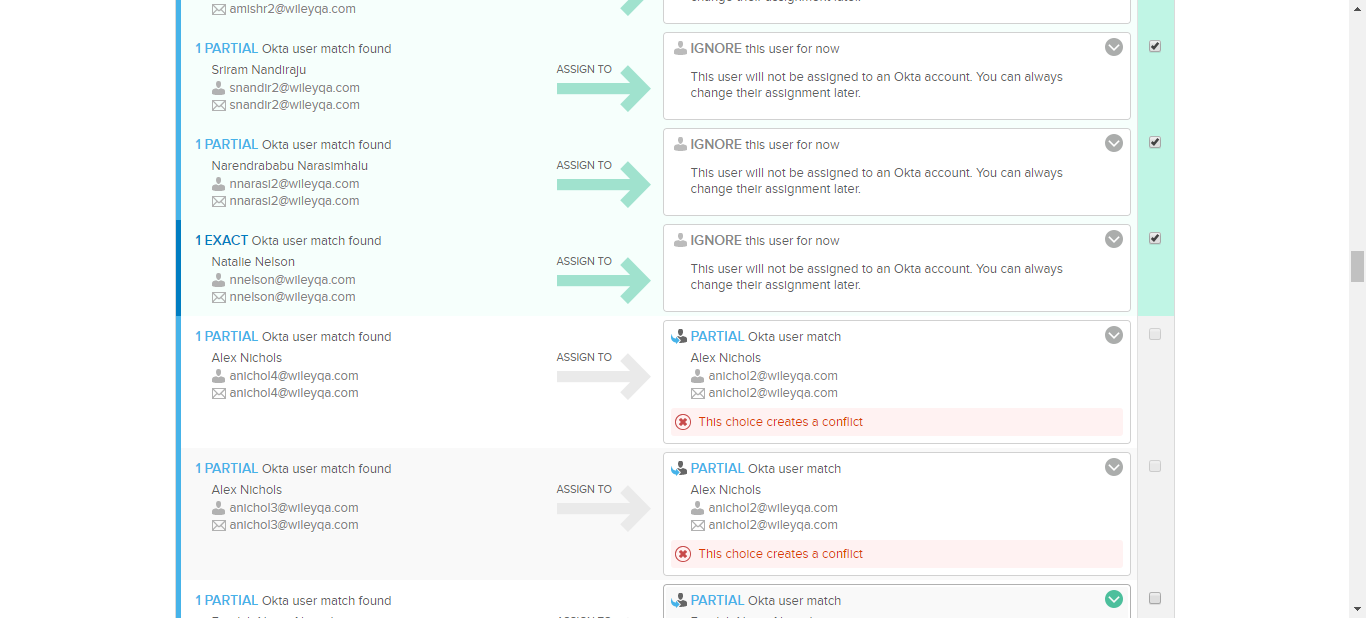 amishr2@wileyqa.com
change their assignment later.
1 PARTIAL Okta user match found
Sriram Nandiraju
snandir2@wileyqa.com
snandir2@wileyqa.com
ASSIGN TO
IGNORE this user for now
This user will not be assigned to an Okta account. You can always
change their assignment later.
1 PARTIAL Okta user match found
Narendrababu Narasimhalu
nnarasi2@wileyqa.com
nnarasi2@wileyqa.com
ASSIGN TO
IGNORE this user for now
This user will not be assigned to an Okta account. You can always
change their assignment later.
1 EXACT Okta user match found
Natalie Nelson
nnelson@wileyqa.com
nnelson@wileyqa.com
ASSIGN TO
IGNORE this user for now
This user will not be assigned to an Okta account. You can always
change their assignment later.
1 PARTIAL Okta user match found
Alex Nichols
anichol4@wileyqa.com
anichol4@wileyqa.com
ASSIGN TO
PARTIAL Okta user match
Alex Nichols
anichol2@wileyqa.com
anichol2@wileyqa.com
This choice creates a conflict
1 PARTIAL Okta user match found
Alex Nichols
anichol3@wileyqa.com
anichol3@wileyqa.com
ASSIGN TO
PARTIAL Okta user match
Alex Nichols
anichol2@wileyqa.com
anichol2@wileyqa.com
This choice creates a conflict
1 PARTIAL Okta user match found
PARTIAL Okta user match